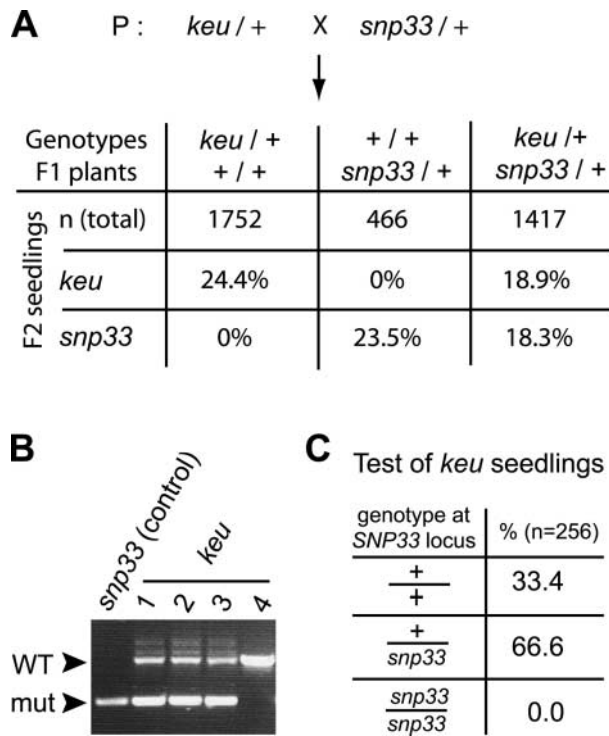 A
P : keu / + X snp33 / +
Genotypes F1 plants
keu / + + / +
+ / + snp33 / +
keu /+ snp33 / +
F2 seedlings
n (total) 1752 466 1417
keu 24.4% 0% 18.9%
snp33 0% 23.5% 18.3%
B
snp33 (control)
keu
1 2 3 4
WT
mut
C
Test of keu seedlings
genotype at SNP33 locus
% (n=256)
+ / + 33.4
+ / snp33 66.6
snp33 / snp33 0.0